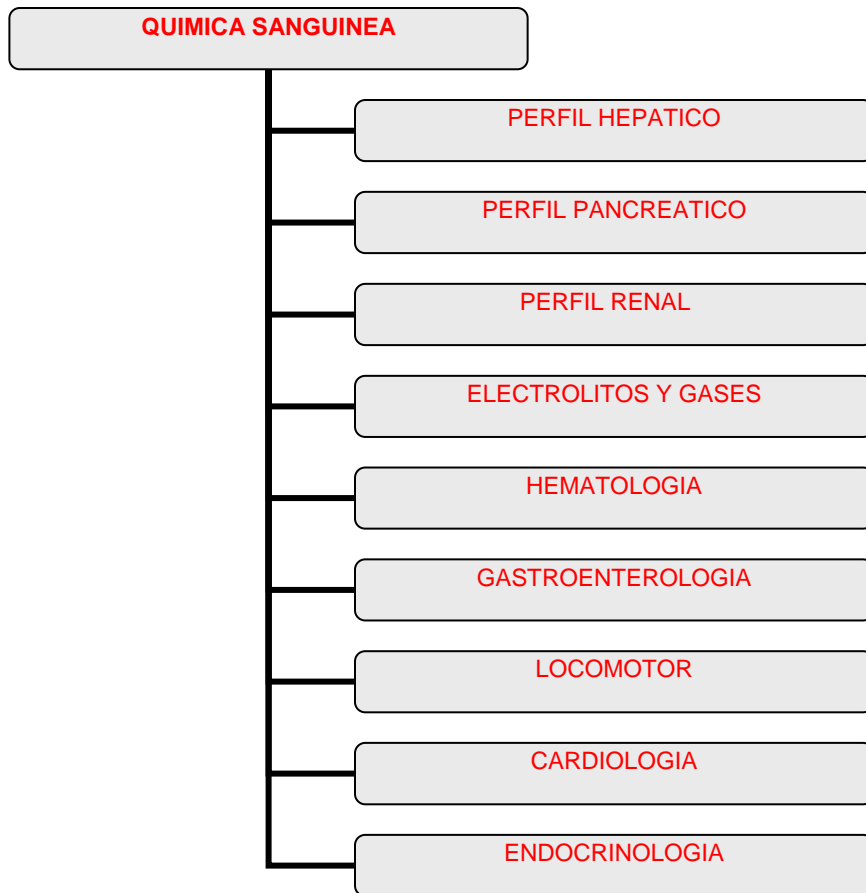 QUIMICA SANGUINEA
PERFIL HEPATICO
PERFIL PANCREATICO
PERFIL RENAL
ELECTROLITOS Y GASES
HEMATOLOGIA
GASTROENTEROLOGIA
LOCOMOTOR
CARDIOLOGIA
ENDOCRINOLOGIA